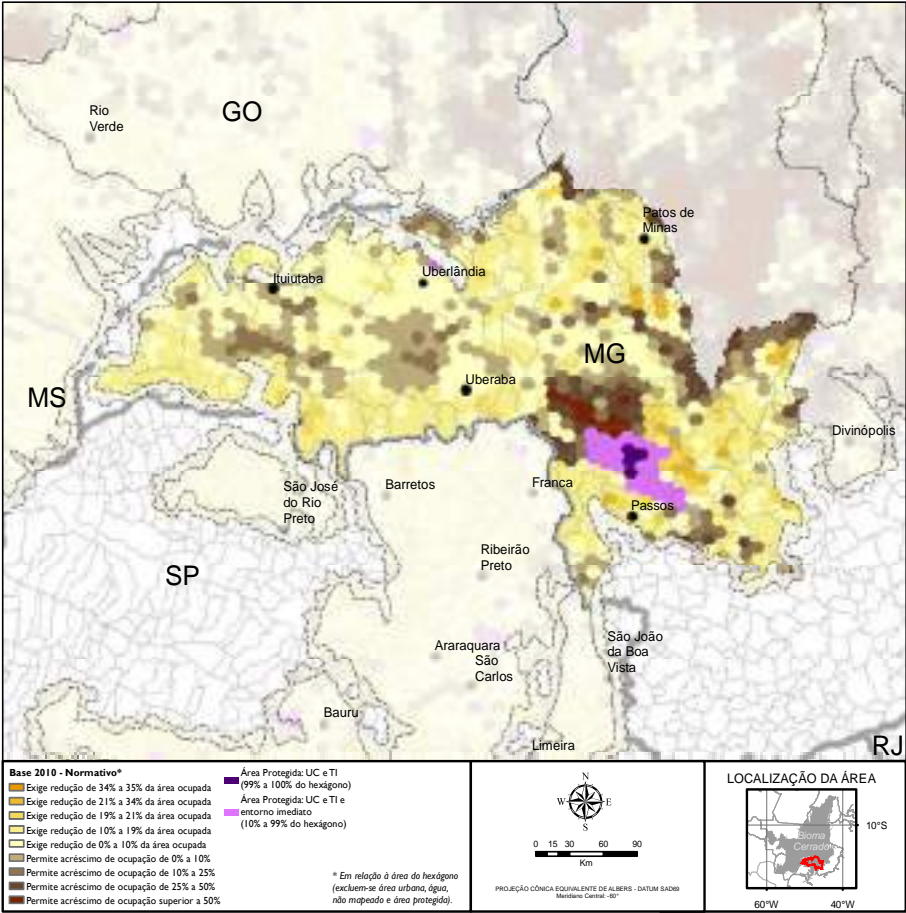 GO
Rio
Verde
Patos de
Minas
Ituiutaba
Uberlândia
MG
Uberaba
MS
Divinópolis
São José
do Rio
Preto
Barretos
Franca
Passos
Ribeirão
Preto
SP
Araraquara
São
Carlos
São João
da Boa
Vista
Bauru
Limeira
RJ
Base 2010 - Normativo*
Exige redução de 34% a 35% da área ocupada
Exige redução de 21% a 34% da área ocupada
Exige redução de 19% a 21% da área ocupada
Exige redução de 10% a 19% da área ocupada
Exige redução de 0% a 10% da área ocupada
Permite acréscimo de ocupação de 0% a 10%
Permite acréscimo de ocupação de 10% a 25%
Permite acréscimo de ocupação de 25% a 50%
Permite acréscimo de ocupação superior a 50%
Área Protegida: UC e TI
(99% a 100% do hexágono)
Área Protegida: UC e TI e
entorno imediato
(10% a 99% do hexágono)
* Em relação à área do hexágono
(excluem-se área urbana, água,
não mapeado e área protegida).
N
W E
S
0 15 30 60 90
Km
PROJEÇÃO CÔNICA EQUIVALENTE DE ALBERS - DATUM SAD69
Meridiano Central: -60°
LOCALIZAÇÃO DA ÁREA
Bioma
Cerrado
10°S
60°W 40°W